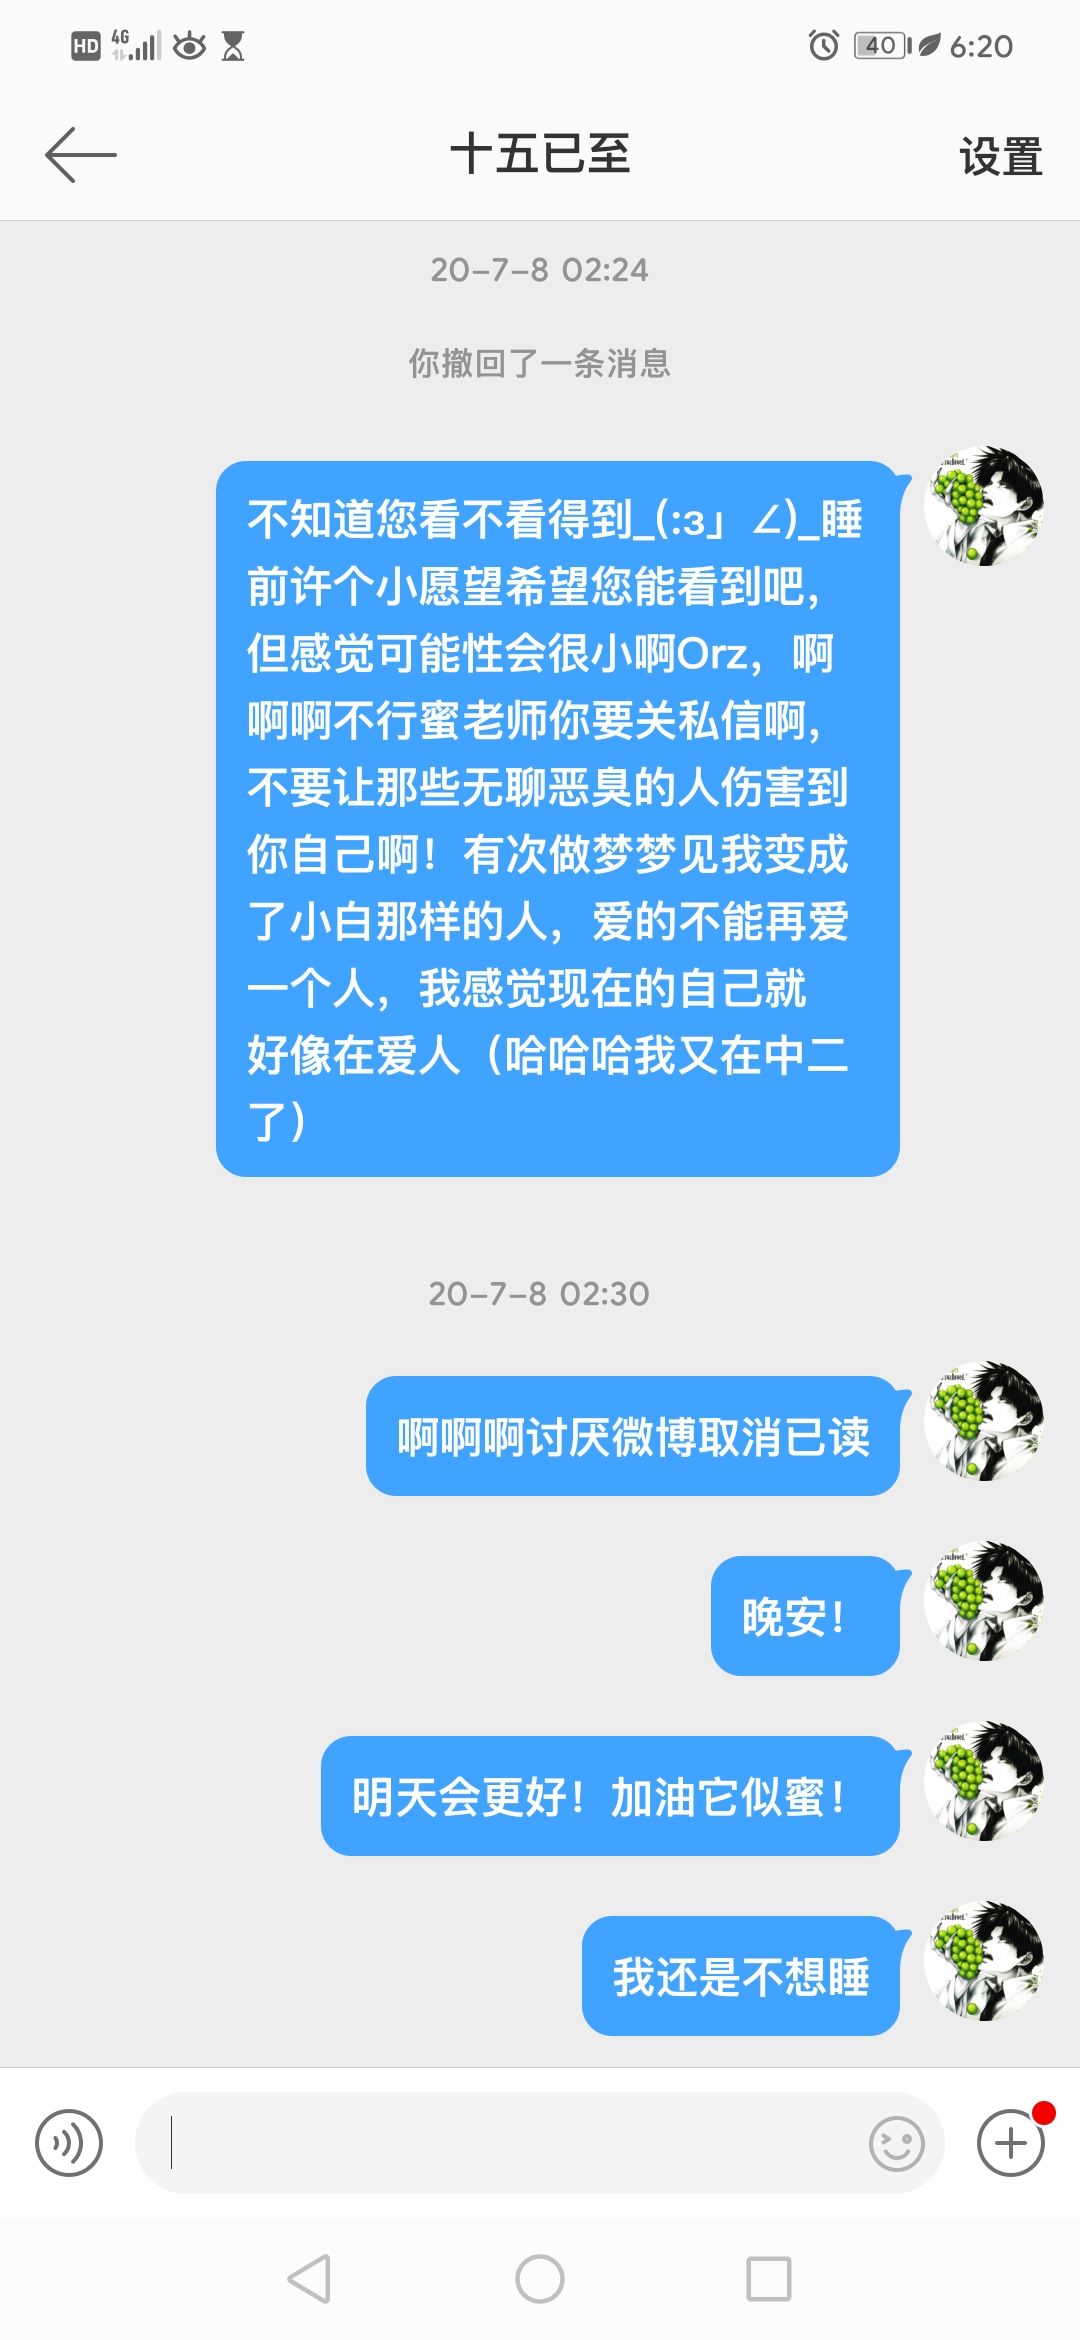 HD 4G 40 6:20
十五已至 设置
20-7-8 02:24
你撤回了一条消息
不知道您看不看得到_(:з」∠)_睡
前许个小愿望希望您能看到吧,
但感觉可能性会很小啊Orz，啊
啊啊不行蜜老师你要关私信啊,
不要让那些无聊恶臭的人伤害到
你自己啊！有次做梦梦见我变成
了小白那样的人，爱的不能再爱
一个人，我感觉现在的自己就
好像在爱人（哈哈哈我又在中二
了）
20-7-8 02:30
啊啊啊讨厌微博取消已读
晚安！
明天会更好！加油它似蜜！
我还是不想睡